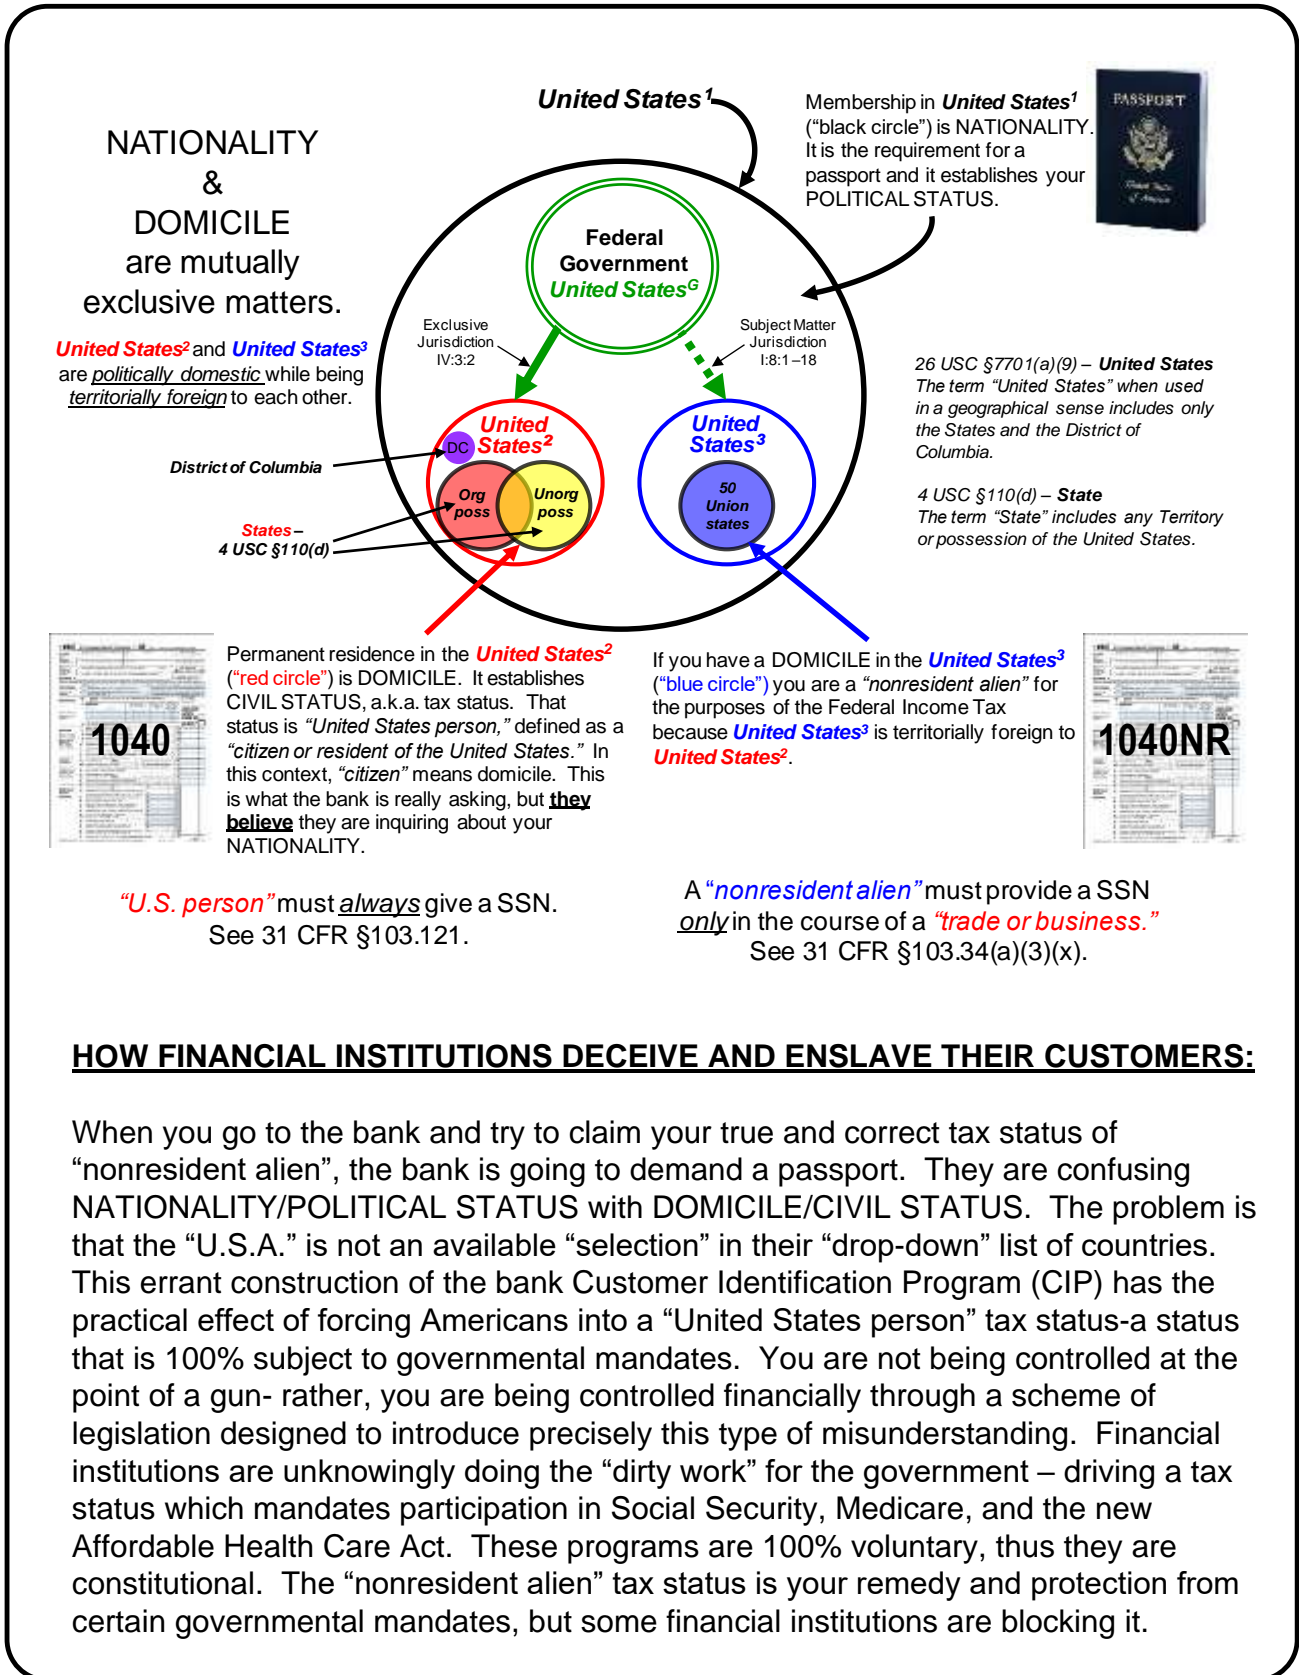 United States1
Membership in United States1
("black circle") is NATIONALITY.
It is the requirement for a
passport and it establishes your
POLITICAL STATUS.
PASSPORT
United States
of America
NATIONALITY
&
DOMICILE
are mutually
exclusive matters.
United States2 and United States3
are politically domestic while being
territorially foreign to each other.
Federal
Government
United StatesG
Exclusive
Jurisdiction
IV:3:2
Subject Matter
Jurisdiction
I:8:1 –18
26 USC §7701(a)(9) – United States
The term "United States" when used
in a geographical sense includes only
the States and the District of
Columbia.
4 USC §110(d) – State
The term "State" includes any Territory
or possession of the United States.
United
States2
DC
Org
poss
Unorg
poss
United
States3
50
Union
states
District of Columbia
States –
4 USC §110(d)
1040
Permanent residence in the United States2
("red circle") is DOMICILE. It establishes
CIVIL STATUS, a.k.a. tax status. That
status is "United States person," defined as a
"citizen or resident of the United States." In
this context, "citizen" means domicile. This
is what the bank is really asking, but they
believe they are inquiring about your
NATIONALITY.
If you have a DOMICILE in the United States3
("blue circle") you are a "nonresident alien" for
the purposes of the Federal Income Tax
because United States3 is territorially foreign to
United States2.
1040NR
"U.S. person" must always give a SSN.
See 31 CFR §103.121.
A "nonresident alien" must provide a SSN
only in the course of a "trade or business."
See 31 CFR §103.34(a)(3)(x).
HOW FINANCIAL INSTITUTIONS DECEIVE AND ENSLAVE THEIR CUSTOMERS:
When you go to the bank and try to claim your true and correct tax status of
"nonresident alien", the bank is going to demand a passport. They are confusing
NATIONALITY/POLITICAL STATUS with DOMICILE/CIVIL STATUS. The problem is
that the "U.S.A." is not an available "selection" in their "drop-down" list of countries.
This errant construction of the bank Customer Identification Program (CIP) has the
practical effect of forcing Americans into a "United States person" tax status-a status
that is 100% subject to governmental mandates. You are not being controlled at the
point of a gun- rather, you are being controlled financially through a scheme of
legislation designed to introduce precisely this type of misunderstanding. Financial
institutions are unknowingly doing the "dirty work" for the government – driving a tax
status which mandates participation in Social Security, Medicare, and the new
Affordable Health Care Act. These programs are 100% voluntary, thus they are
constitutional. The "nonresident alien" tax status is your remedy and protection from
certain governmental mandates, but some financial institutions are blocking it.